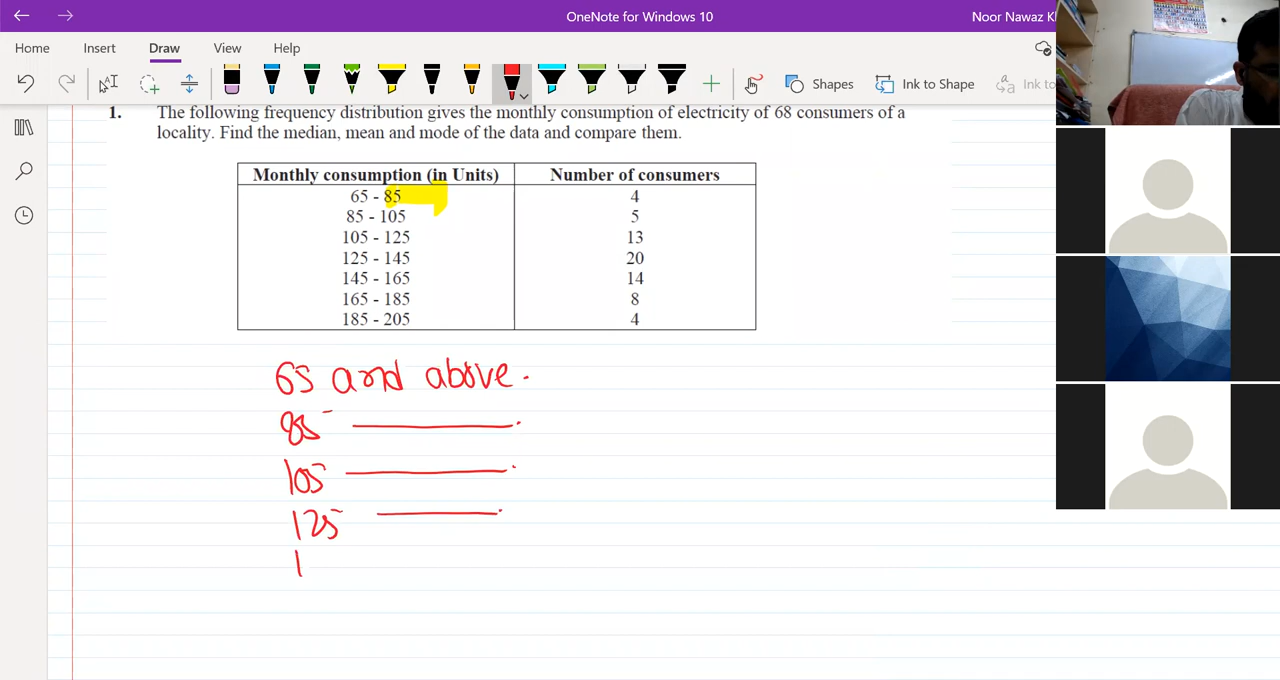 OneNote for Windows 10
Noor Nawaz K
Home Insert Draw View Help
Shapes Ink to Shape Ink to
1. The following frequency distribution gives the monthly consumption of electricity of 68 consumers of a
locality. Find the median, mean and mode of the data and compare them.
Monthly consumption (in Units) Number of consumers
65 - 85 4
85 - 105 5
105 - 125 13
125 - 145 20
145 - 165 14
165 - 185 8
185 - 205 4
65 and above.
85
105
125
1